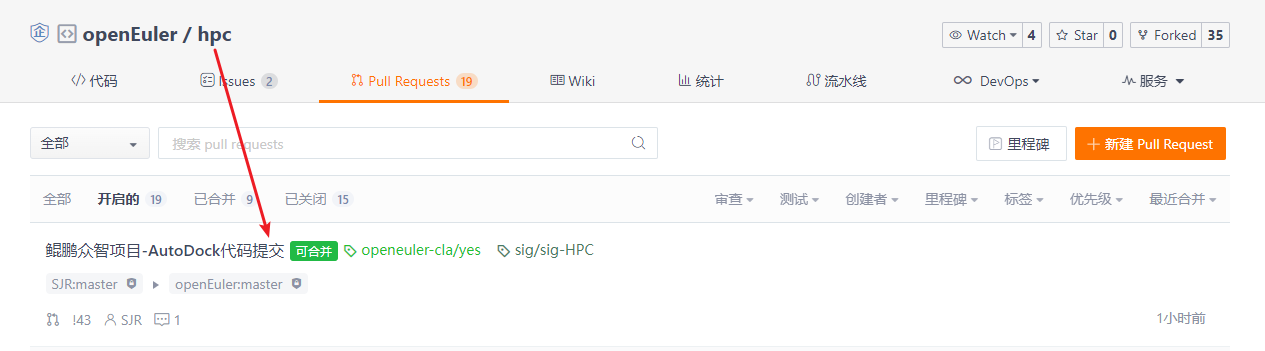 企 openEuler / hpc Watch 4 Star 0 Forked 35
代码 Issues 2 Pull Requests 19 Wiki 统计 流水线 DevOps 服务
全部 搜索 pull requests 里程碑 新建 Pull Request
全部 开启的 19 已合并 9 已关闭 15 审查 测试 创建者 里程碑 标签 优先级 最近合并
鲲鹏众智项目-AutoDock代码提交 可合并 openeuler-cla/yes sig/sig-HPC
SJR:master openEuler:master
!43 SJR 1 1小时前